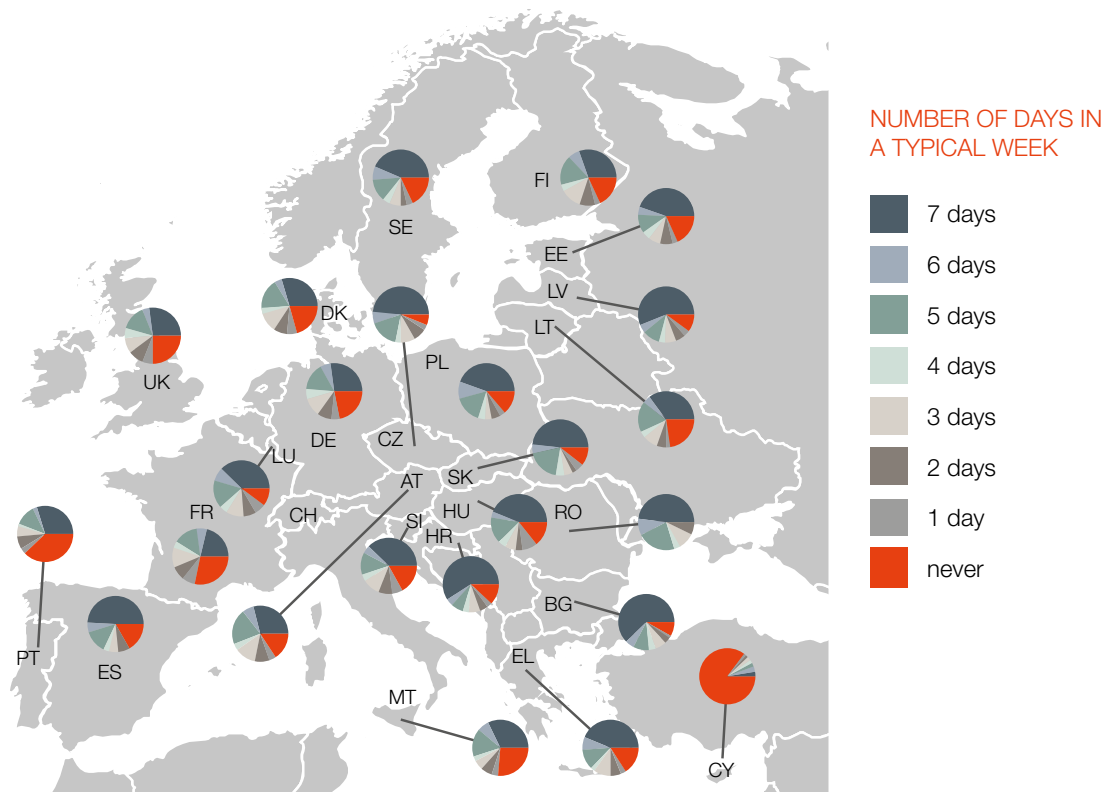 NUMBER OF DAYS IN
A TYPICAL WEEK
7 days
6 days
5 days
4 days
3 days
2 days
1 day
never
FI
SE
EE
LV
DK
LT
PL
UK
DE
CZ
LU
SK
AT
FR
CH
HU
RO
SI
HR
BG
PT
ES
EL
MT
CY